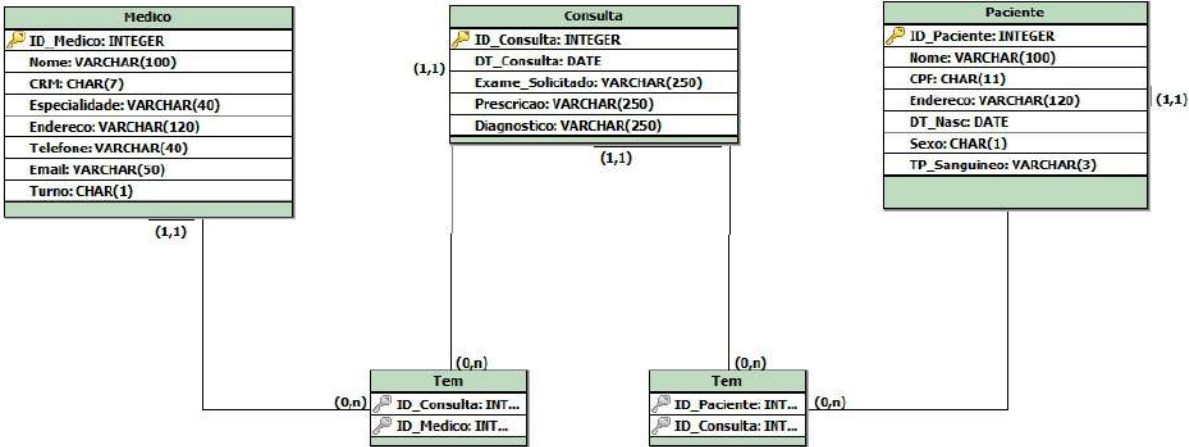 Medico
ID_Medico: INTEGER
Nome: VARCHAR(100)
CRM: CHAR(7)
Especialidade: VARCHAR(40)
Endereco: VARCHAR(120)
Telefone: VARCHAR(40)
Email: VARCHAR(50)
Turno: CHAR(1)
(1,1)
Consulta
ID_Consulta: INTEGER
DT_Consulta: DATE
Exame_Solicitado: VARCHAR(250)
Prescricao: VARCHAR(250)
Diagnostico: VARCHAR(250)
(1,1)
(1,1)
Paciente
ID_Paciente: INTEGER
Nome: VARCHAR(100)
CPF: CHAR(11)
Endereco: VARCHAR(120)
DT_Nasc: DATE
Sexo: CHAR(1)
TP_Sanguineo: VARCHAR(3)
(1,1)
(0,n)
Tem
(0,n)
ID_Consulta: INT...
ID_Medico: INT...
(0,n)
Tem
ID_Paciente: INT...
(0,n)
ID_Consulta: INT...